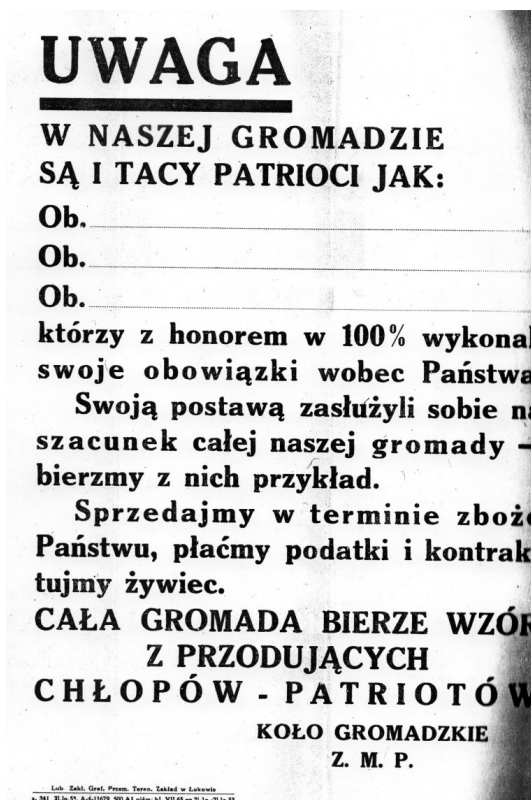 UWAGA
W NASZEJ GROMADZIE
SĄ I TACY PATRIOCI JAK:
Ob.
Ob.
Ob.
którzy z honorem w 100% wykonal
swoje obowiązki wobec Państwa
Swoją postawą zasłużyli sobie na
szacunek całej naszej gromady —
bierzmy z nich przykład.
Sprzedajmy w terminie zboże
Państwu, płaćmy podatki i kontrak
tujmy żywiec.
CAŁA GROMADA BIERZE WZÓR
Z PRZODUJĄCYCH
CHŁOPÓW - PATRIOTÓW
KOŁO GROMADZKIE
Z. M. P.
Lub. Zakł. Graf. Przem. Teren. Zakład w Łukowie